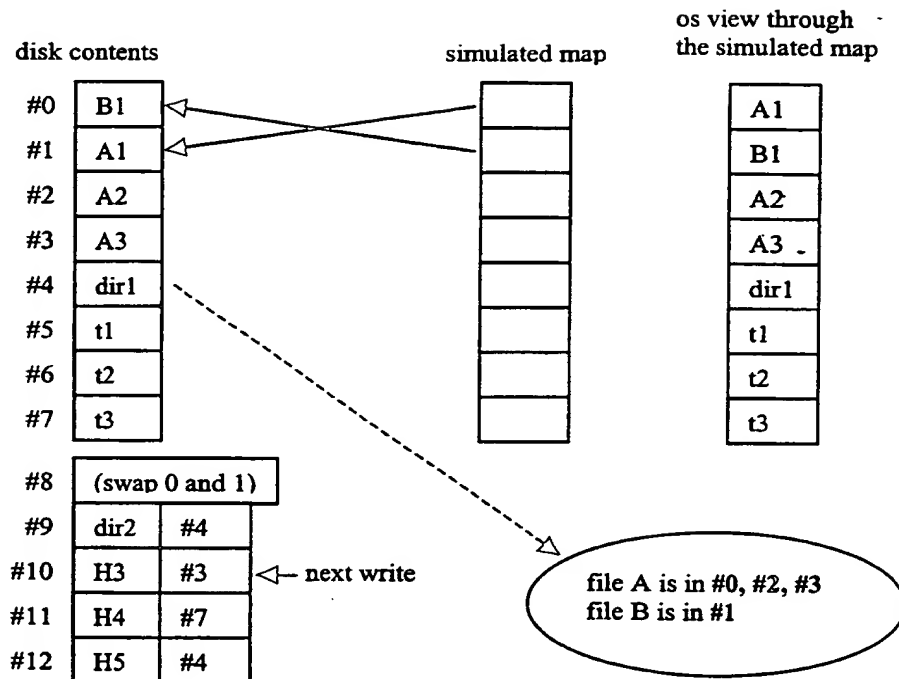 os view through
the simulated map
disk contents
simulated map
#0 B1 A1
#1 A1 B1
#2 A2 A2
#3 A3 A3
#4 dir1 dir1
#5 t1 t1
#6 t2 t2
#7 t3 t3
#8 (swap 0 and 1)
#9 dir2 #4
#10 H3 #3 next write
#11 H4 #7
#12 H5 #4
file A is in #0, #2, #3
file B is in #1